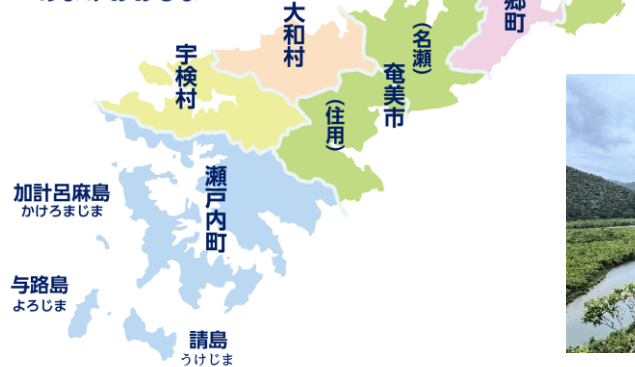 大和村
郷町
(名瀬)
奄美市
宇検村
(住用)
瀬戸内町
加計呂麻島
かけろまじま
与路島
よろじま
請島
うけじま